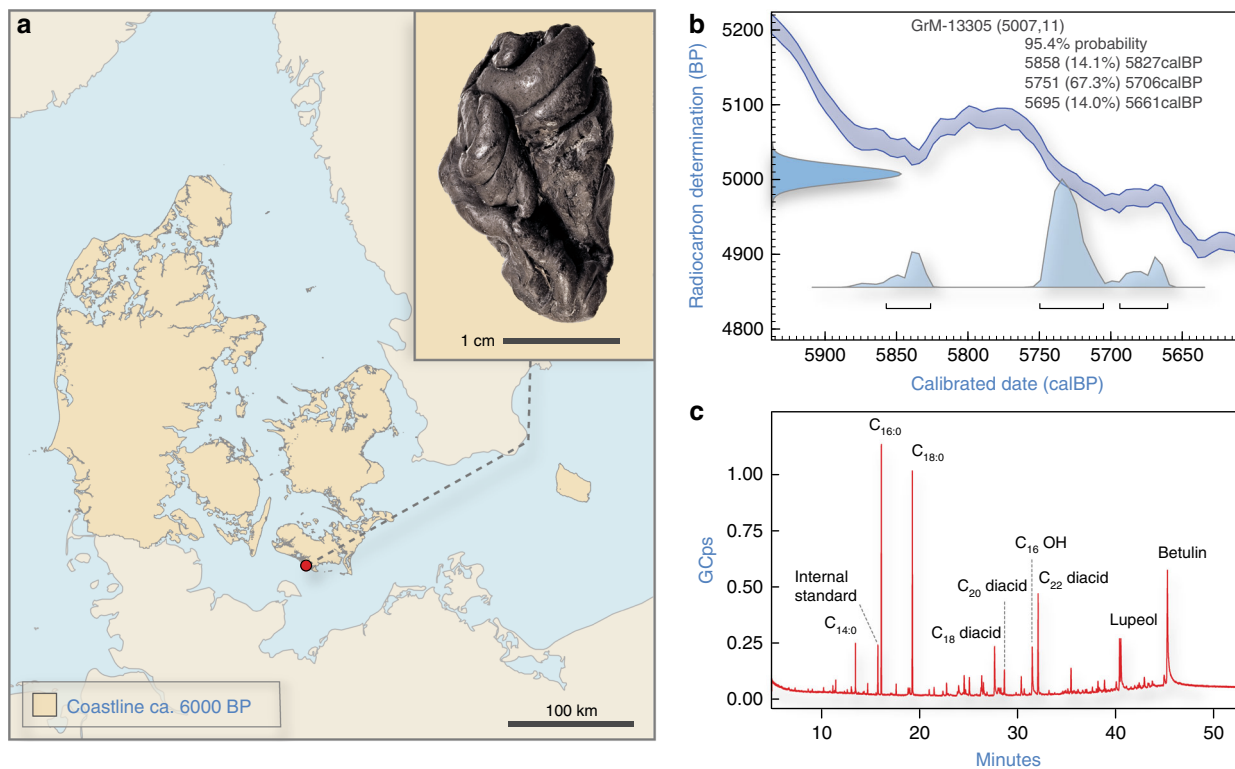 a
1 cm
Coastline ca. 6000 BP
100 km
b
GrM-13305 (5007,11)
95.4% probability
5858 (14.1%) 5827calBP
5751 (67.3%) 5706calBP
5695 (14.0%) 5661calBP
Radiocarbon determination (BP)
5200
5100
5000
4900
4800
5900
5850
5800
5750
5700
5650
Calibrated date (calBP)
c
C16:0
C18:0
C16 OH
C20 diacid
C22 diacid
Betulin
Internal
standard
C14:0
C18 diacid
Lupeol
GCps
1.00
0.75
0.50
0.25
0.00
10
20
30
40
50
Minutes